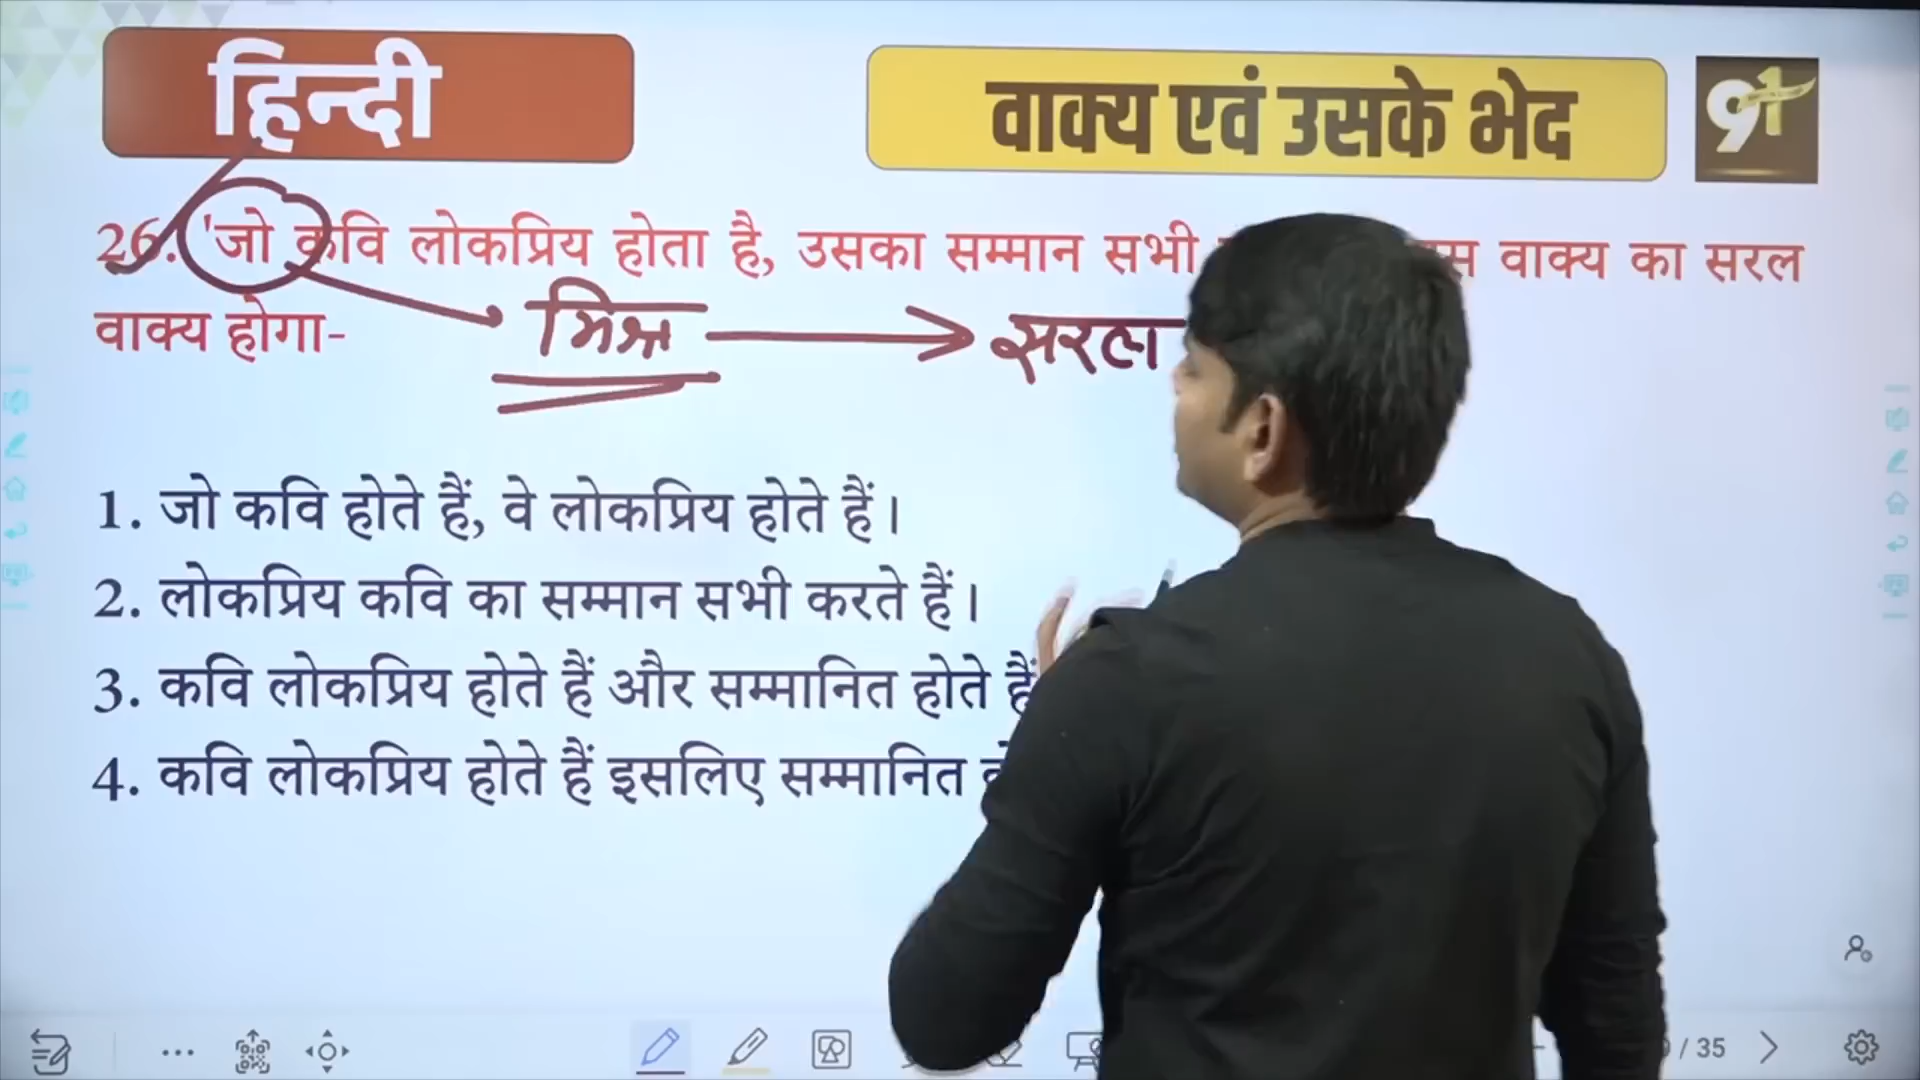 हिन्दी
वाक्य एवं उसके भेद
91
26. 'जो कवि लोकप्रिय होता है, उसका सम्मान सभी वाक्य का सरल
वाक्य होगा-
मिश्र सरल
1. जो कवि होते हैं, वे लोकप्रिय होते हैं।
2. लोकप्रिय कवि का सम्मान सभी करते हैं।
3. कवि लोकप्रिय होते हैं और सम्मानित होते हैं
4. कवि लोकप्रिय होते हैं इसलिए सम्मानित
/ 35